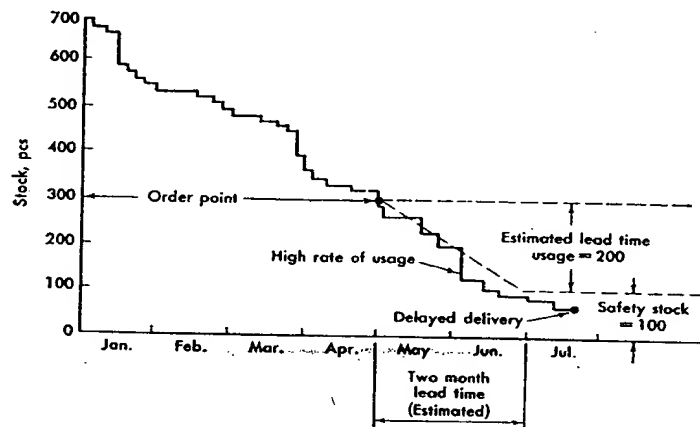 700
600
500
400
300
200
100
0
Stock, pcs
Order point
High rate of usage
Estimated lead time
usage = 200
Delayed delivery
Safety stock
= 100
Jan. Feb. Mar. Apr. May Jun. Jul.
Two month
lead time
(Estimated)